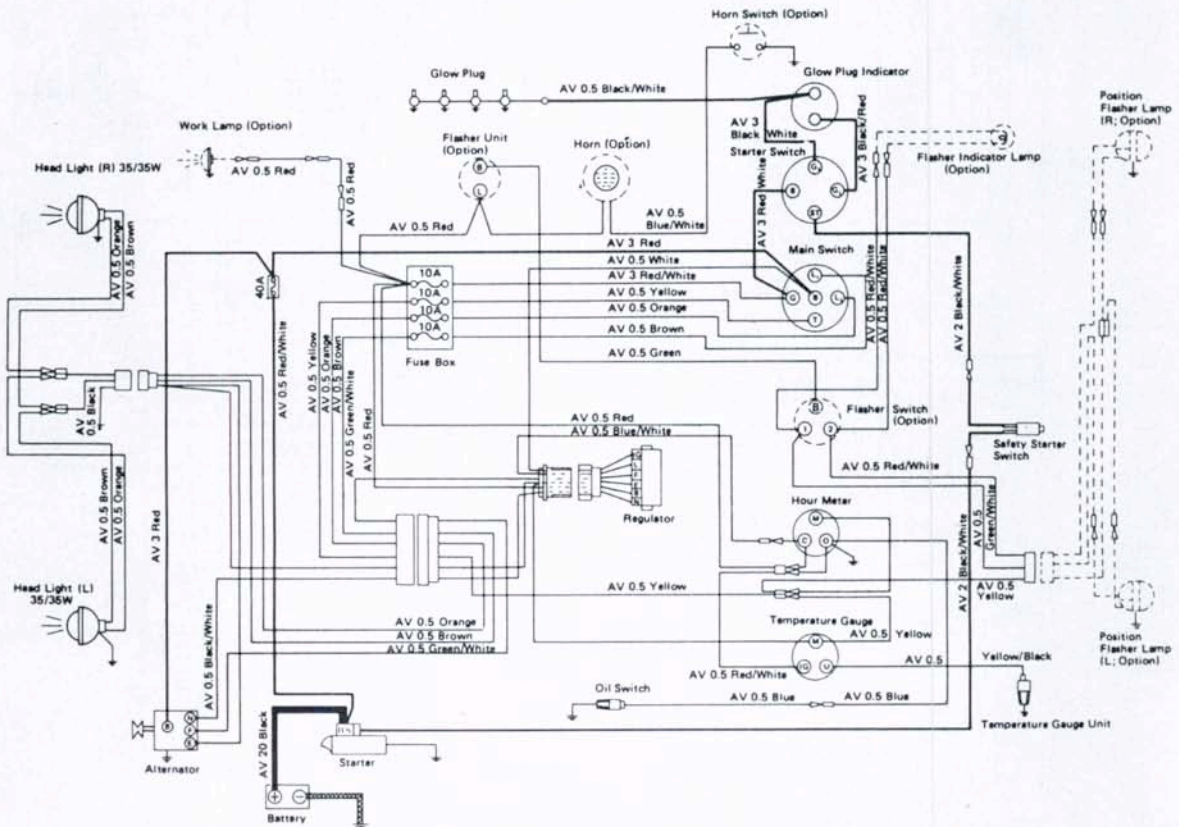 Horn Switch (Option)
Glow Plug
AV 0.5 Black/White
Glow Plug Indicator
Position
Flasher Lamp
(R; Option)
Work Lamp (Option)
AV 0.5 Red
Flasher Unit
(Option)
B
L
Horn (Option)
AV 3
Black/White
AV 3 Black/Red
Starter Switch
Flasher Indicator Lamp
(Option)
Head Light (R) 35/35W
AV 0.5 Orange
AV 0.5 Brown
AV 0.5 Red
AV 0.5 Red
AV 0.5
Blue/White
AV 3 Red/White
B
ST
AV 3 Red
AV 0.5 White
AV 3 Red/White
AV 0.5 Yellow
AV 0.5 Orange
AV 0.5 Brown
AV 0.5 Green
Main Switch
G
B
T
AV 0.5 Red/White
AV 0.5 Red/White
AV 2 Black/White
40A
10A
10A
10A
10A
Fuse Box
AV 0.5 Red/White
AV 0.5 Yellow
AV 0.5 Orange
AV 0.5 Brown
AV 0.5 Green/White
AV 0.5 Red
AV
0.5 Black
B
1
2
Flasher Switch
(Option)
Safety Starter
Switch
AV 0.5 Red
AV 0.5 Blue/White
AV 0.5 Red/White
Regulator
Hour Meter
M
C
AV 0.5 Brown
AV 0.5 Orange
AV 3 Red
AV 2 Black/White
AV 0.5
Green/White
AV 0.5
Yellow
Head Light (L)
35/35W
AV 0.5 Yellow
AV 0.5 Orange
AV 0.5 Brown
AV 0.5 Green/White
Temperature Gauge
M
IG
U
AV 0.5 Yellow
AV 0.5
Yellow/Black
Position
Flasher Lamp
(L; Option)
AV 0.5 Black/White
AV 0.5 Red/White
Oil Switch
AV 0.5 Blue
AV 0.5 Blue
Temperature Gauge Unit
B
Alternator
AV 20 Black
Starter
+
−
Battery